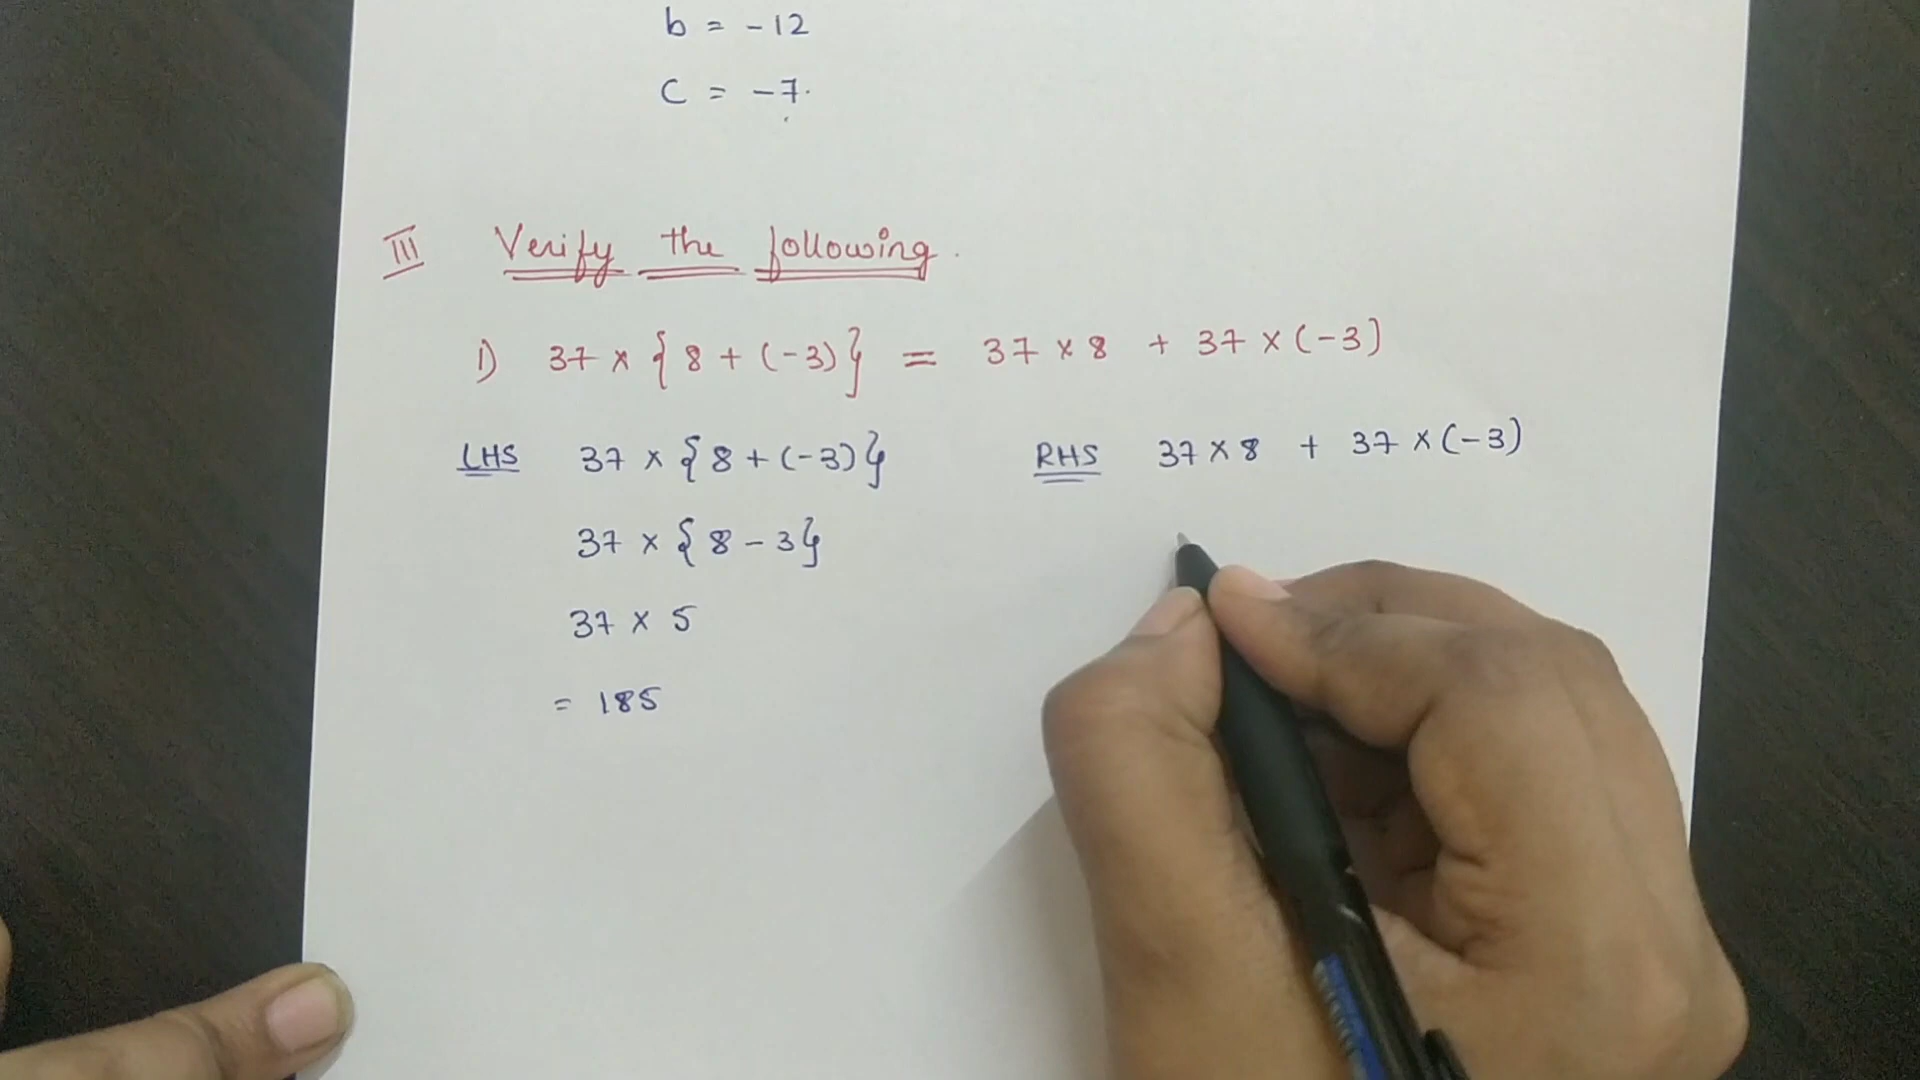 b = -12
c = -7.
III Verify the following.
1) 37 × {8 + (-3)} = 37 × 8 + 37 × (-3)
LHS 37 × {8 + (-3)}
RHS 37 × 8 + 37 × (-3)
37 × {8 - 3}
37 × 5
= 185